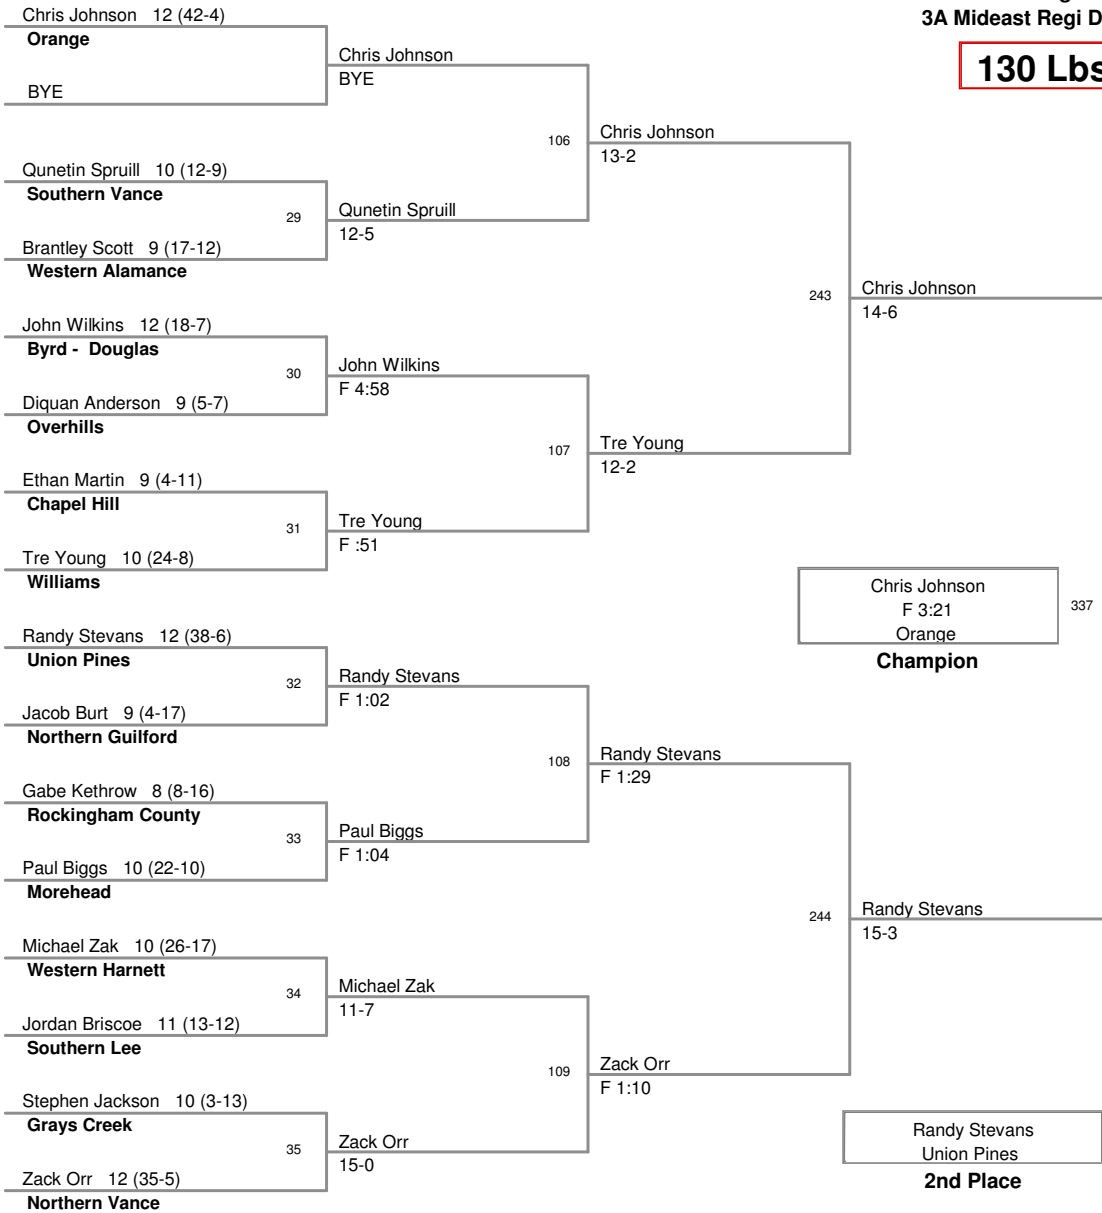 3A Mideast Regi D
130 Lbs
Chris Johnson 12 (42-4)
Orange
BYE
Chris Johnson
BYE
Qunetin Spruill 10 (12-9)
Southern Vance
29
Brantley Scott 9 (17-12)
Western Alamance
Qunetin Spruill
12-5
106
Chris Johnson
13-2
John Wilkins 12 (18-7)
Byrd - Douglas
30
Diquan Anderson 9 (5-7)
Overhills
John Wilkins
F 4:58
Ethan Martin 9 (4-11)
Chapel Hill
31
Tre Young 10 (24-8)
Williams
Tre Young
F :51
107
Tre Young
12-2
243
Chris Johnson
14-6
Chris Johnson
F 3:21
Orange
337
Champion
Randy Stevans 12 (38-6)
Union Pines
32
Jacob Burt 9 (4-17)
Northern Guilford
Randy Stevans
F 1:02
Gabe Kethrow 8 (8-16)
Rockingham County
33
Paul Biggs 10 (22-10)
Morehead
Paul Biggs
F 1:04
108
Randy Stevans
F 1:29
Michael Zak 10 (26-17)
Western Harnett
34
Jordan Briscoe 11 (13-12)
Southern Lee
Michael Zak
11-7
Stephen Jackson 10 (3-13)
Grays Creek
35
Zack Orr 12 (35-5)
Northern Vance
Zack Orr
15-0
109
Zack Orr
F 1:10
244
Randy Stevans
15-3
Randy Stevans
Union Pines
2nd Place